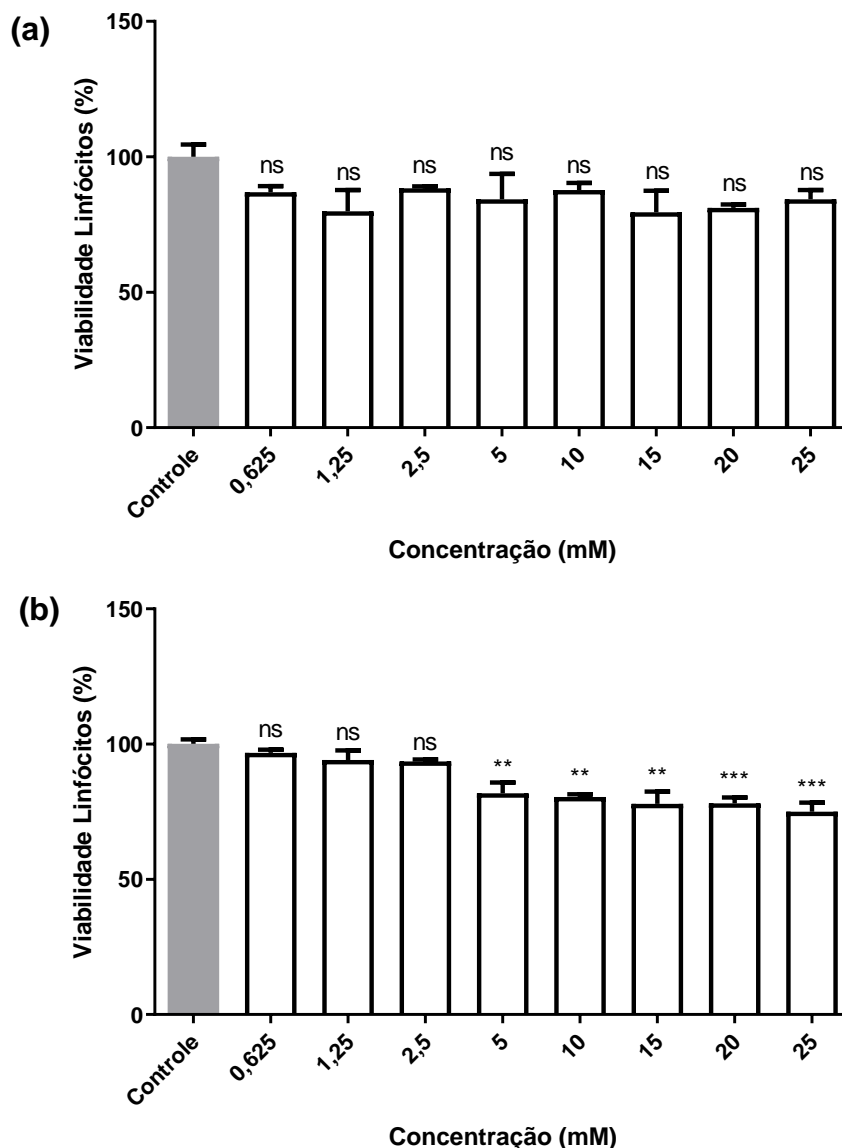 (a)
150
100
50
0
Viabilidade Linfócitos (%)
ns
ns
ns
ns
ns
ns
ns
ns
Controle
0,625
1,25
2,5
5
10
15
20
25
Concentração (mM)
(b)
150
100
50
0
Viabilidade Linfócitos (%)
ns
ns
ns
**
**
**
***
***
Controle
0,625
1,25
2,5
5
10
15
20
25
Concentração (mM)